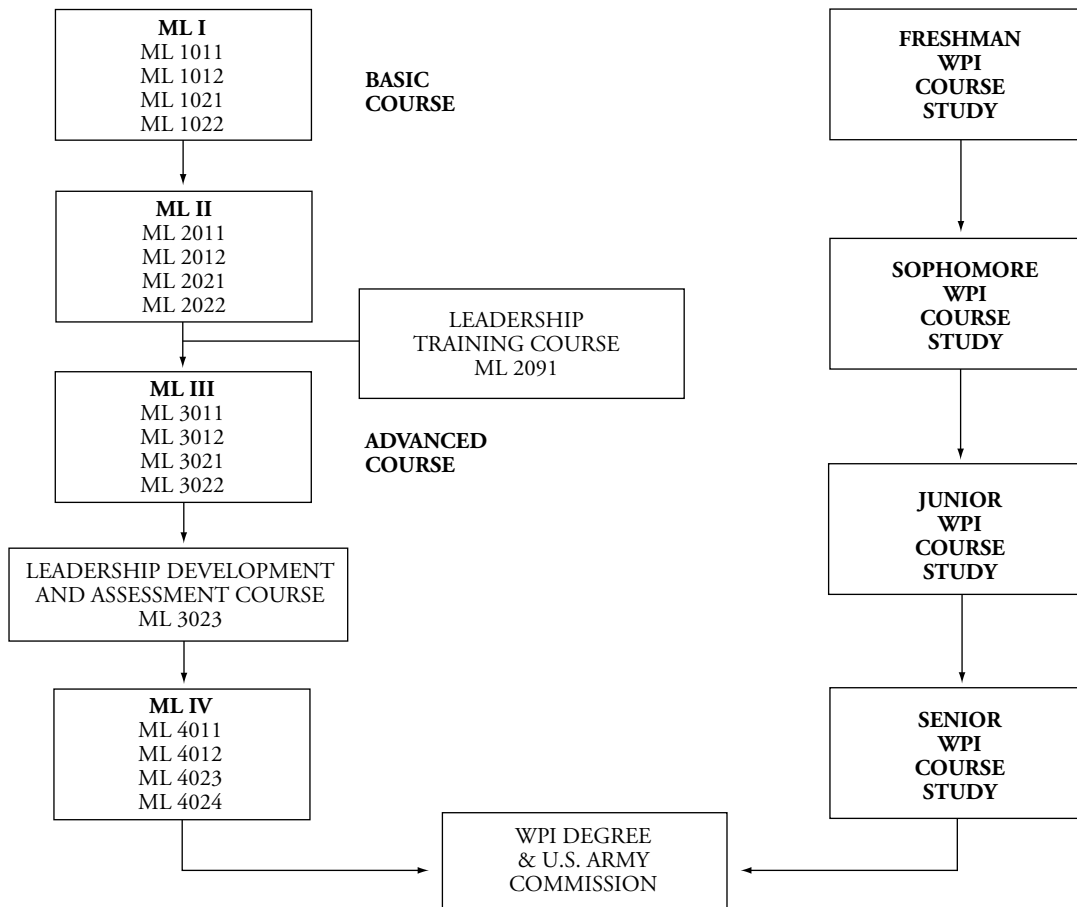 ML I
ML 1011
ML 1012
ML 1021
ML 1022
BASIC
COURSE
ML II
ML 2011
ML 2012
ML 2021
ML 2022
LEADERSHIP
TRAINING COURSE
ML 2091
ML III
ML 3011
ML 3012
ML 3021
ML 3022
ADVANCED
COURSE
LEADERSHIP DEVELOPMENT
AND ASSESSMENT COURSE
ML 3023
ML IV
ML 4011
ML 4012
ML 4023
ML 4024
FRESHMAN
WPI
COURSE
STUDY
SOPHOMORE
WPI
COURSE
STUDY
JUNIOR
WPI
COURSE
STUDY
SENIOR
WPI
COURSE
STUDY
WPI DEGREE
& U.S. ARMY
COMMISSION